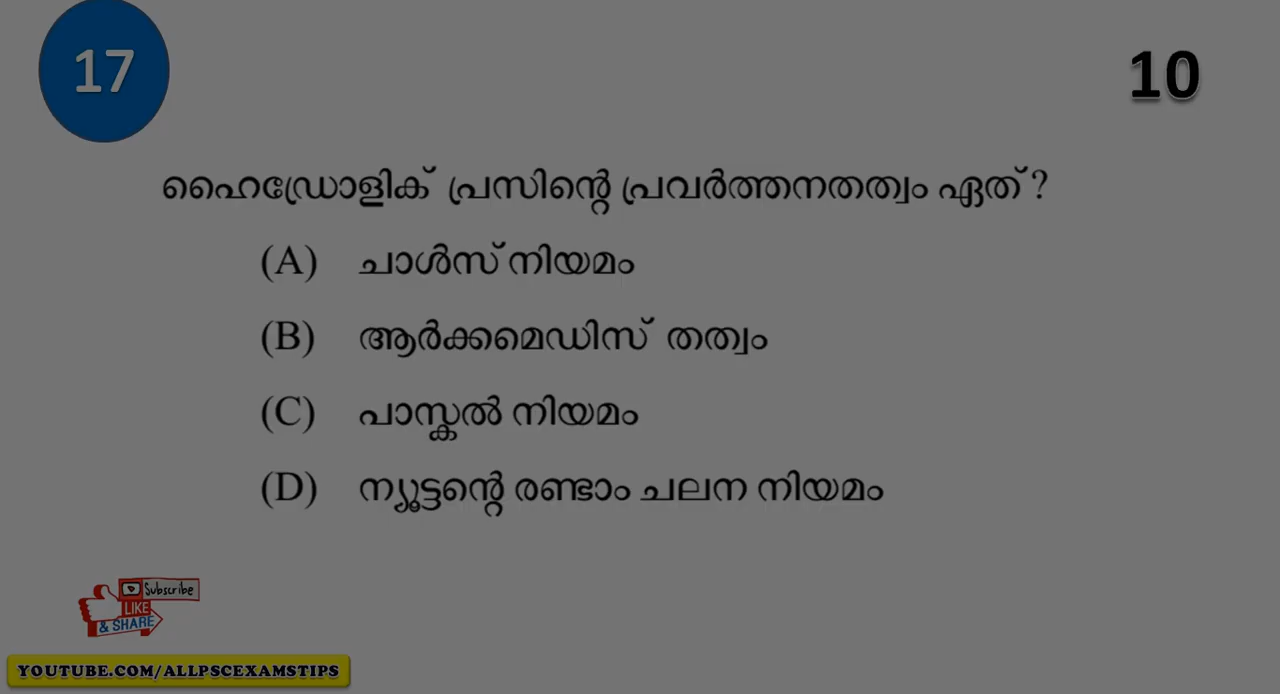 17
10
ഹൈഡ്രോളിക് പ്രസിന്റെ പ്രവർത്തനതത്വം ഏത് ?
(A) ചാൾസ് നിയമം
(B) ആർക്കമെഡിസ് തത്വം
(C) പാസ്കൽ നിയമം
(D) ന്യൂട്ടന്റെ രണ്ടാം ചലന നിയമം
Subscribe
LIKE
& SHARE
YOUTUBE.COM/ALLPSCEXAMSTIPS